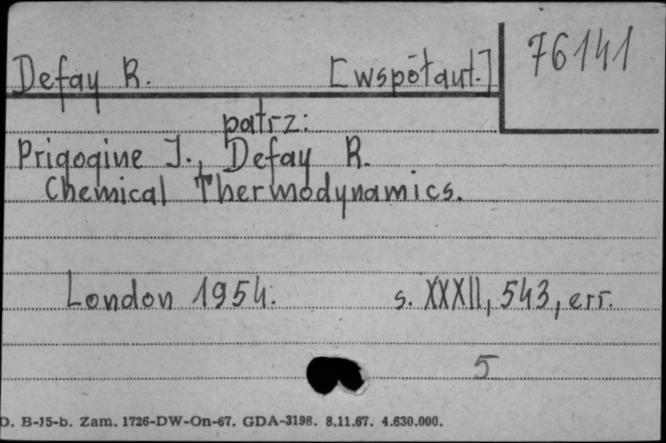 Defay R. [współaut.] 76141
patrz:
Prigogine I., Defay R.
Chemical Thermodynamics.
London 1954. s. XXXII, 543, err.
5
D. B-15-b. Zam. 1726-DW-On-67. GDA-3198. 8.11.67. 4.630.000.